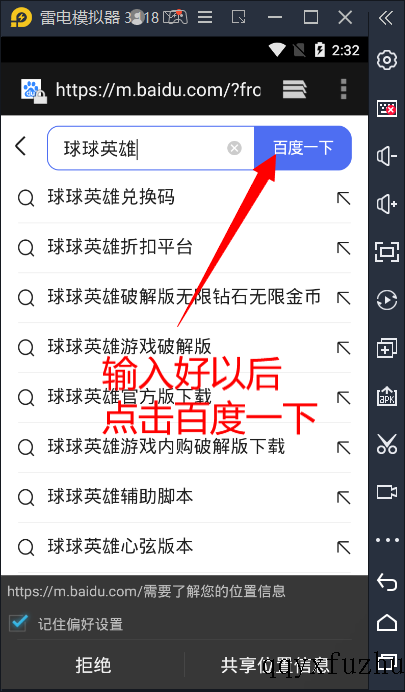 雷电模拟器
2:32
https://m.baidu.com/?frc
球球英雄
百度一下
球球英雄兑换码
球球英雄折扣平台
球球英雄破解版无限钻石无限金币
球球英雄游戏破解版
输入好以后
球球英雄官方版下载
点击百度一下
球球英雄游戏内购破解版下载
球球英雄辅助脚本
球球英雄心弦版本
https://m.baidu.com/需要了解您的位置信息
记住偏好设置
拒绝
共享位置信息
qqyxfuzhu